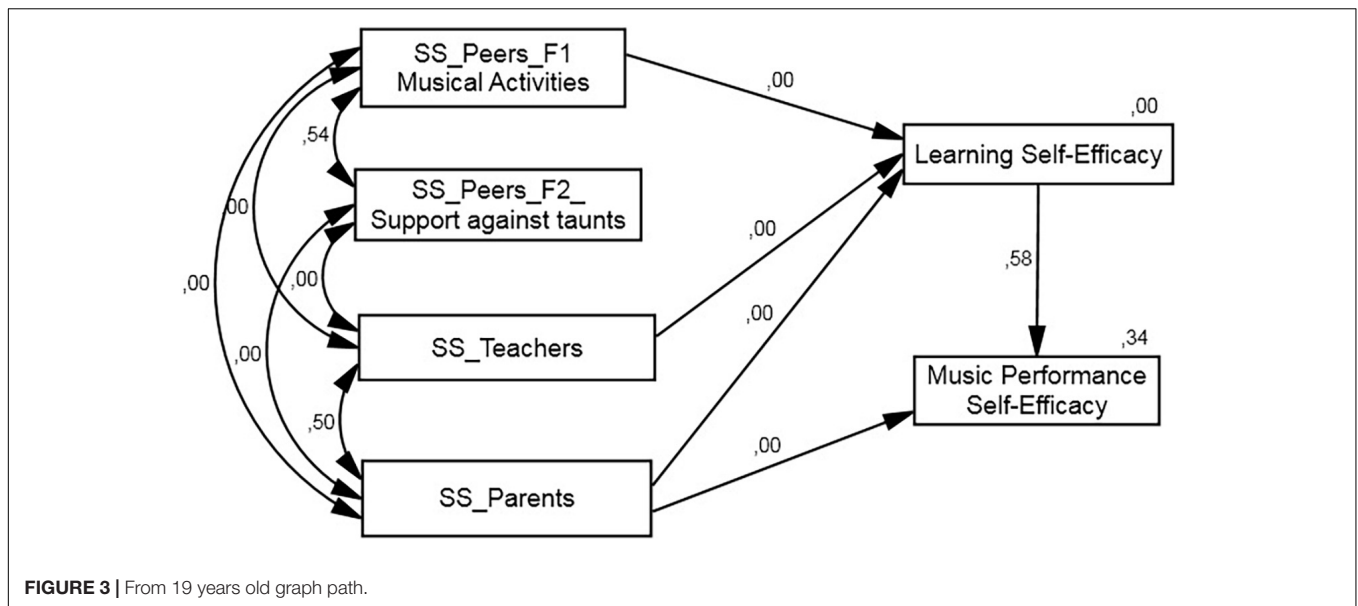 SS_Peers_F1
Musical Activities
,00
,00
,54
Learning Self-Efficacy
SS_Peers_F2_
Support against taunts
,00
,00
,58
,00
,00
,00
,00
,34
SS_Teachers
Music Performance
Self-Efficacy
,50
,00
SS_Parents
FIGURE 3 | From 19 years old graph path.